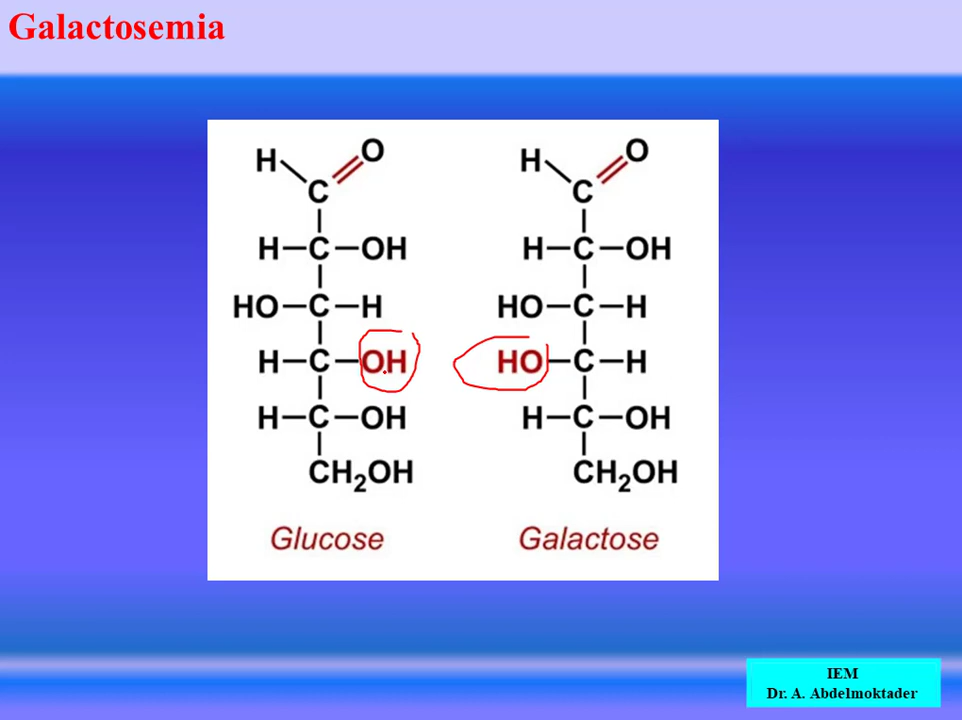 Galactosemia
H O H O
C C
H–C–OH H–C–OH
HO–C–H HO–C–H
H–C–OH HO–C–H
H–C–OH H–C–OH
CH₂OH CH₂OH
Glucose Galactose
IEM
Dr. A. Abdelmoktader